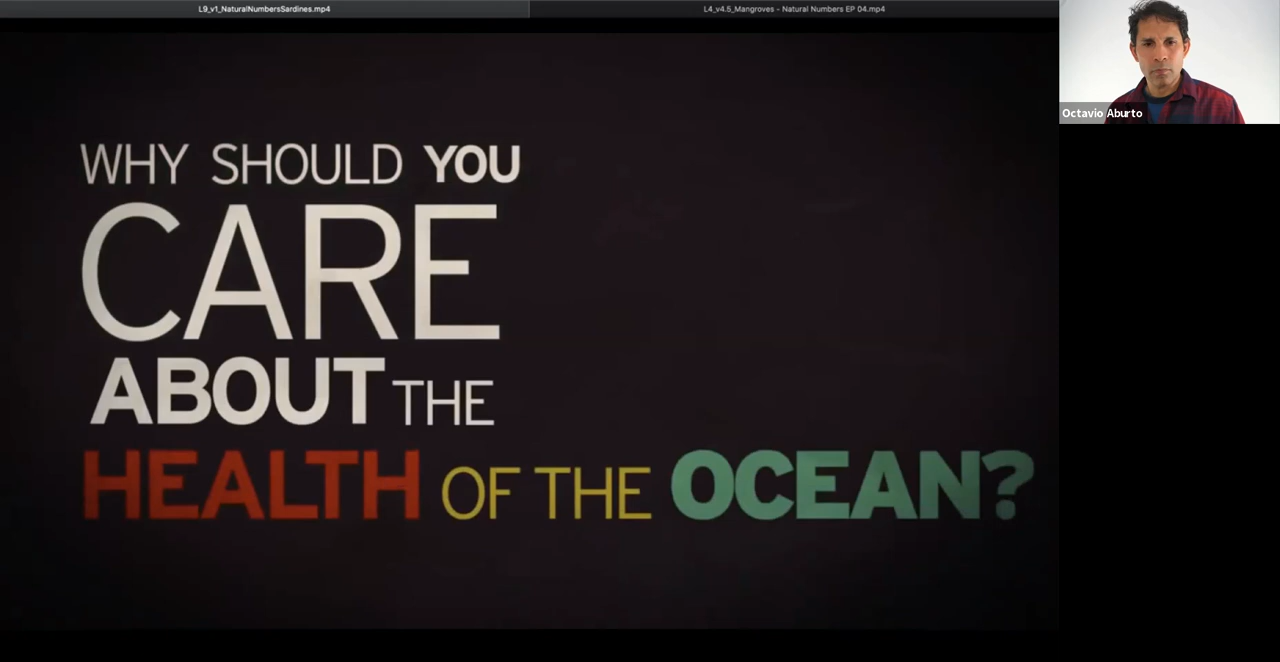 L9_v1_NaturalNumbersSardines.mp4
L4_v4.5_Mangroves - Natural Numbers EP 04.mp4
Octavio Aburto
WHY SHOULD YOU
CARE
ABOUT THE
HEALTH OF THE OCEAN?